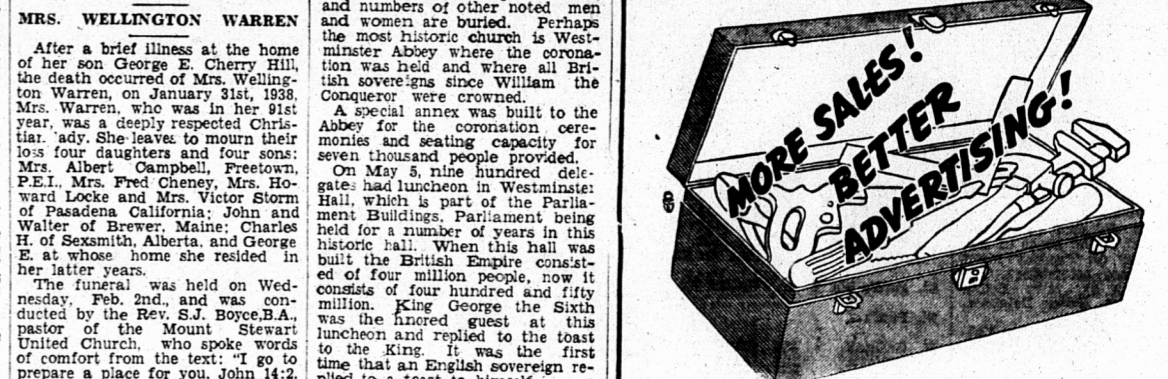 MRS. WELLINGTON WARREN
After a brief illness at the home
of her son George E. Cherry Hill,
the death occurred of Mrs. Welling-
ton Warren, on January 31st, 1938.
Mrs. Warren, who was in her 91st
year, was a deeply respected Chris-
tiar. 'ady. She leaves to mourn their
loss four daughters and four sons:
Mrs. Albert Campbell, Freetown,
P.E.I., Mrs. Fred Cheney, Mrs. Ho-
ward Locke and Mrs. Victor Storm
of Pasadena California; John and
Walter of Brewer, Maine; Charles
H. of Sexsmith, Alberta, and George
E. at whose home she resided in
her latter years.
The funeral was held on Wed-
nesday, Feb. 2nd., and was con-
ducted by the Rev. S.J. Boyce,B.A.,
pastor of the Mount Stewart
United Church, who spoke words
of comfort from the text: "I go to
prepare a place for you, John 14:2.
and numbers of other noted men
and women are buried. Perhaps
the most historic church is West-
minster Abbey where the corona-
tion was held and where all Bri-
tish sovereigns since William the
Conqueror were crowned.
A special annex was built to the
Abbey for the coronation cere-
monies and seating capacity for
seven thousand people provided.
On May 5, nine hundred dele-
gates had luncheon in Westminster
Hall, which is part of the Parlia-
ment Buildings, Parliament being
held for a number of years in this
historic hall. When this hall was
built the British Empire consist-
ed of four million people, now it
consists of four hundred and fifty
million. King George the Sixth
was the hnored guest at this
luncheon and replied to the toast
to the King. It was the first
time that an English sovereign re-
plied to a toast to himself
MORE SALES!
BETTER
ADVERTISING!